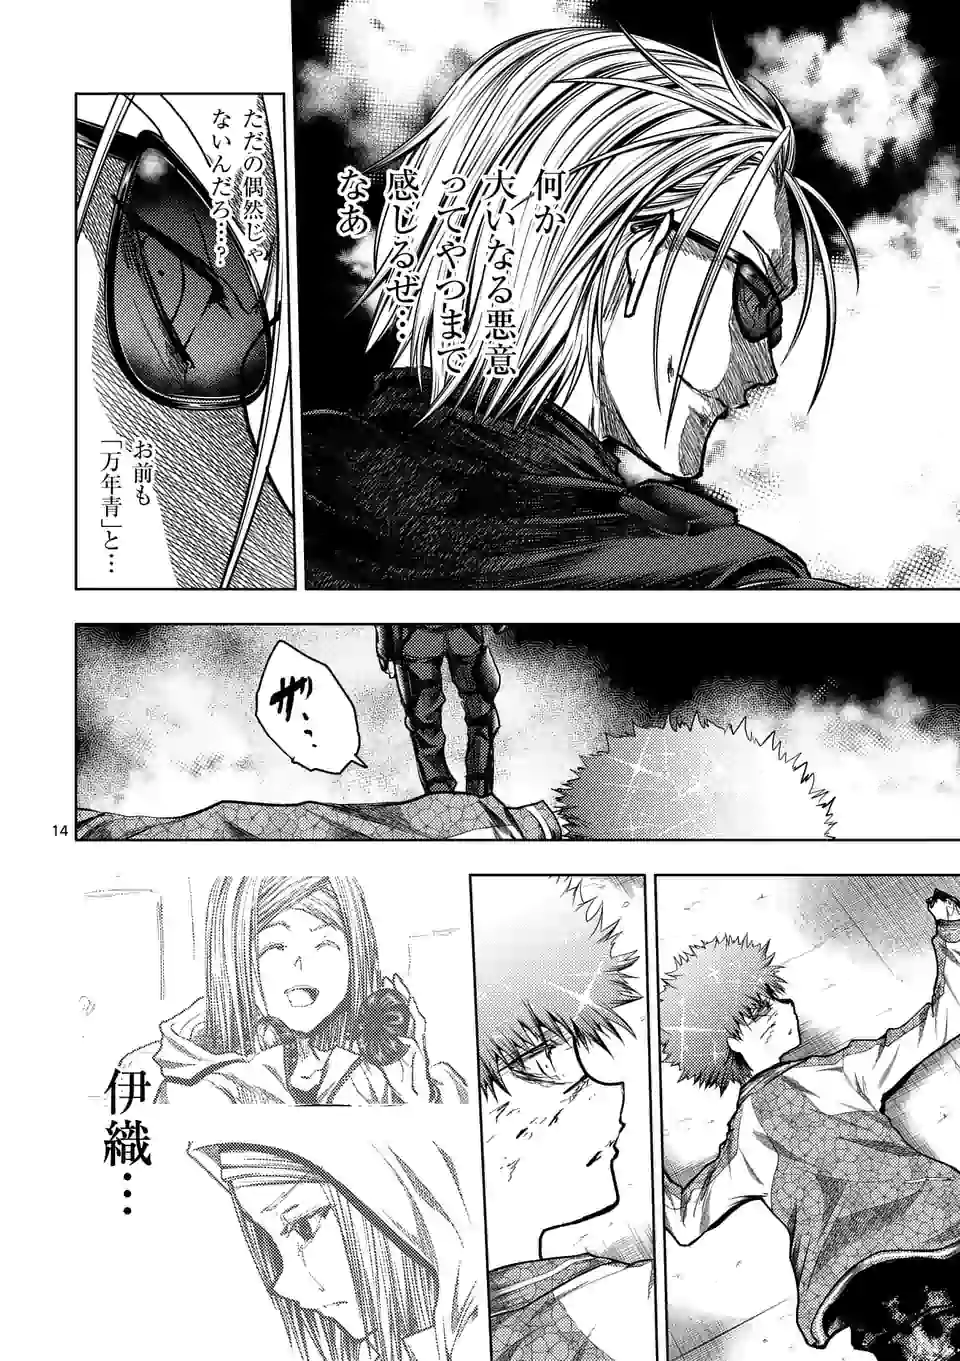 何か
大いなる悪意
ってやつまで
感じるぜ…
なあ
ただの偶然じゃ
ないんだろ…?
お前も
「万年青」と…
ザ、
14
伊織…